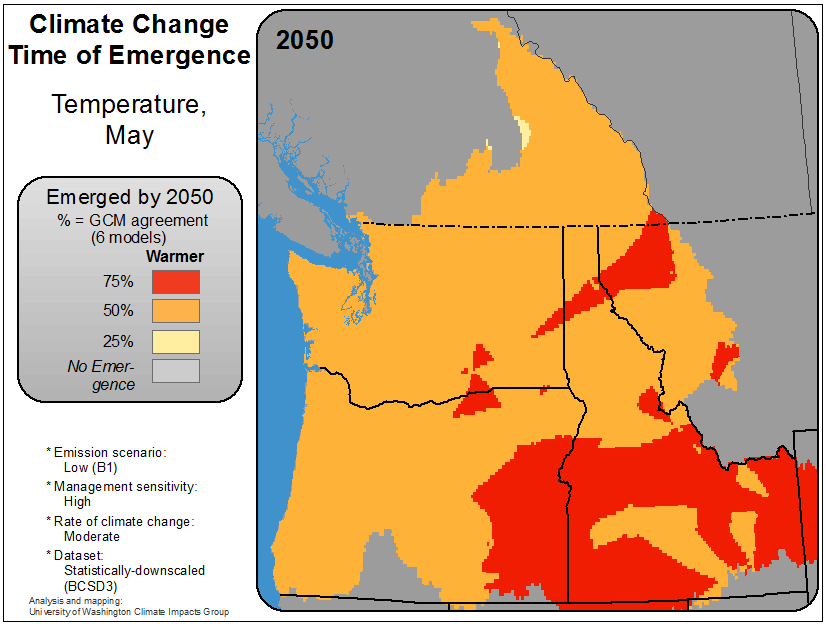 Climate Change
Time of Emergence
Temperature,
May
2050
Emerged by 2050
% = GCM agreement
(6 models)
Warmer
75%
50%
25%
No Emer-
gence
* Emission scenario:
Low (B1)
* Management sensitivity:
High
* Rate of climate change:
Moderate
* Dataset:
Statistically-downscaled
(BCSD3)
Analysis and mapping:
University of Washington Climate Impacts Group